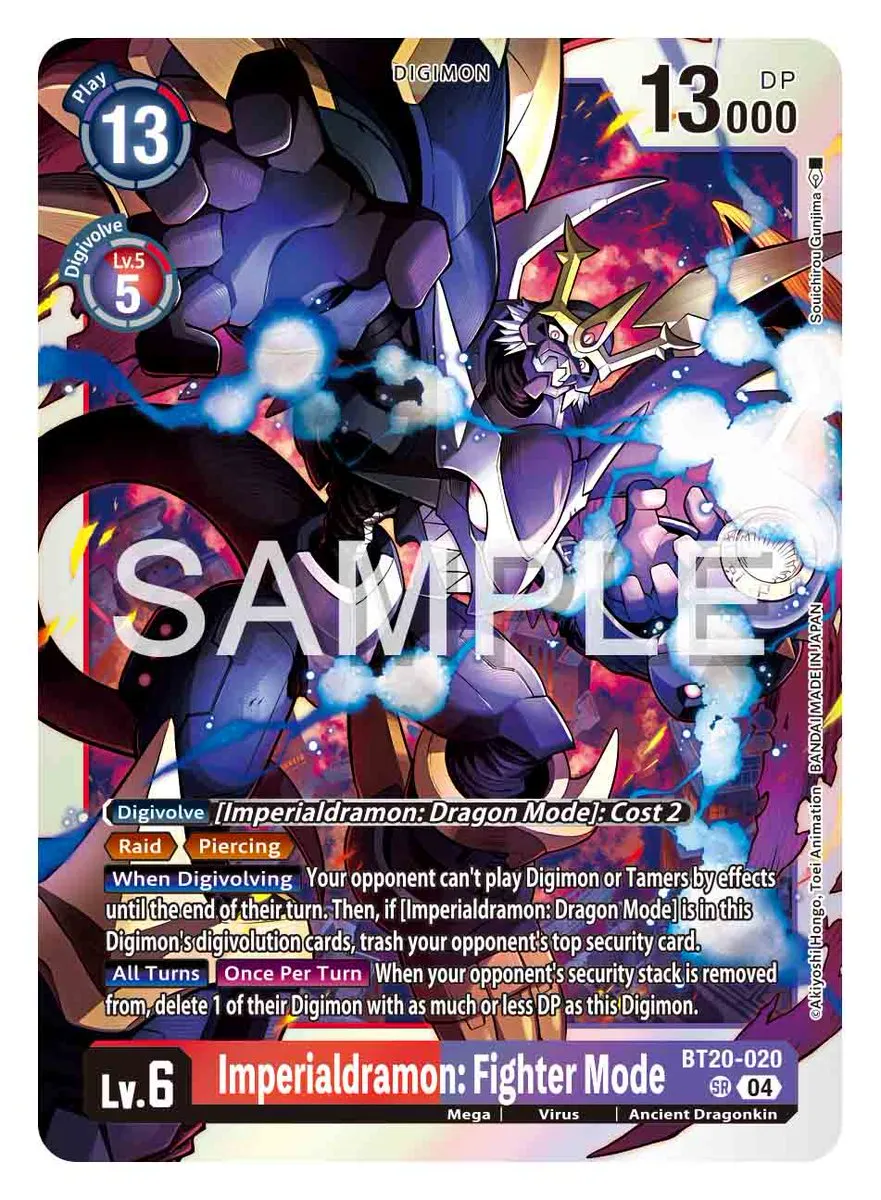 DIGIMON
Play
13
13000 DP
Digivolve
Lv.5
5
Souichirou Gunjima
SAMPLE
©Akiyoshi Hongo, Toei Animation BANDAI MADE IN JAPAN
Digivolve [Imperialdramon: Dragon Mode]: Cost 2
Raid Piercing
When Digivolving Your opponent can't play Digimon or Tamers by effects
until the end of their turn. Then, if [Imperialdramon: Dragon Mode] is in this
Digimon's digivolution cards, trash your opponent's top security card.
All Turns Once Per Turn When your opponent's security stack is removed
from, delete 1 of their Digimon with as much or less DP as this Digimon.
Lv.6 Imperialdramon: Fighter Mode BT20-020
SR 04
Mega | Virus | Ancient Dragonkin